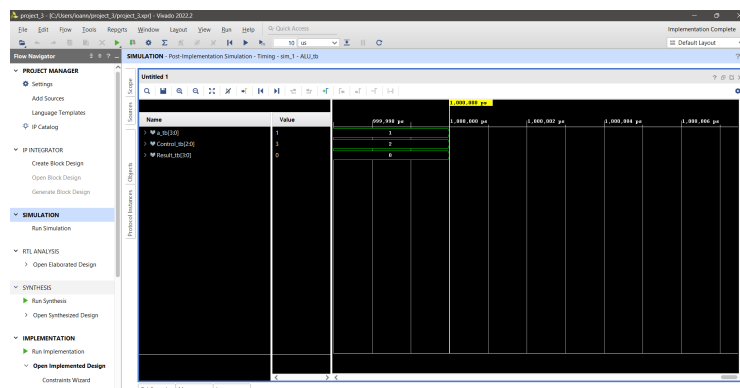 project_3 - [C:/Users/ioann/project_3/project_3.xpr] - Vivado 2022.2
File Edit Flow Tools Reports Window Layout View Run Help Quick Access
Implementation Complete
10 us
Default Layout
Flow Navigator
SIMULATION - Post-Implementation Simulation - Timing - sim_1 - ALU_tb
PROJECT MANAGER
Settings
Add Sources
Language Templates
IP Catalog
IP INTEGRATOR
Create Block Design
Open Block Design
Generate Block Design
SIMULATION
Run Simulation
RTL ANALYSIS
Open Elaborated Design
SYNTHESIS
Run Synthesis
Open Synthesized Design
IMPLEMENTATION
Run Implementation
Open Implemented Design
Constraints Wizard
Scope
Sources
Objects
Protocol Instances
Untitled 1
1,000,000 ps
Name Value
999,998 ps 1,000,000 ps 1,000,002 ps 1,000,004 ps 1,000,006 ps
a_tb[3:0] 1 1
Control_tb[2:0] 3 2
Result_tb[3:0] 0 0